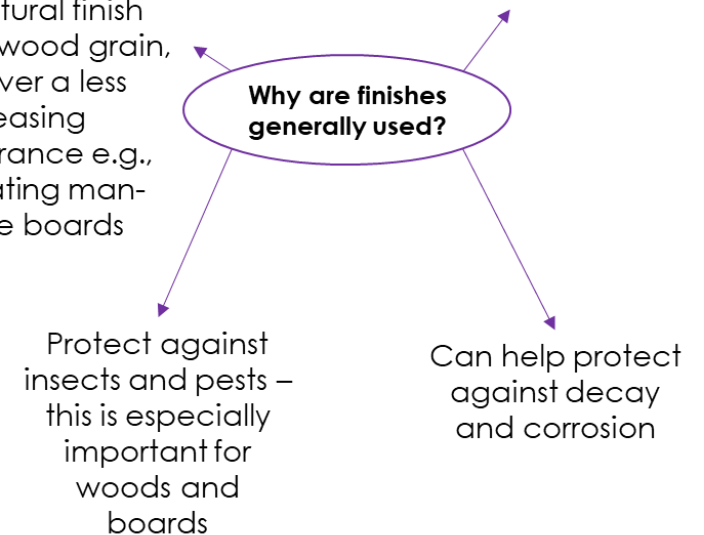 tural finish
wood grain,
ver a less
easing
rance e.g.,
ating man-
e boards
Why are finishes
generally used?
Protect against
insects and pests –
this is especially
important for
woods and
boards
Can help protect
against decay
and corrosion